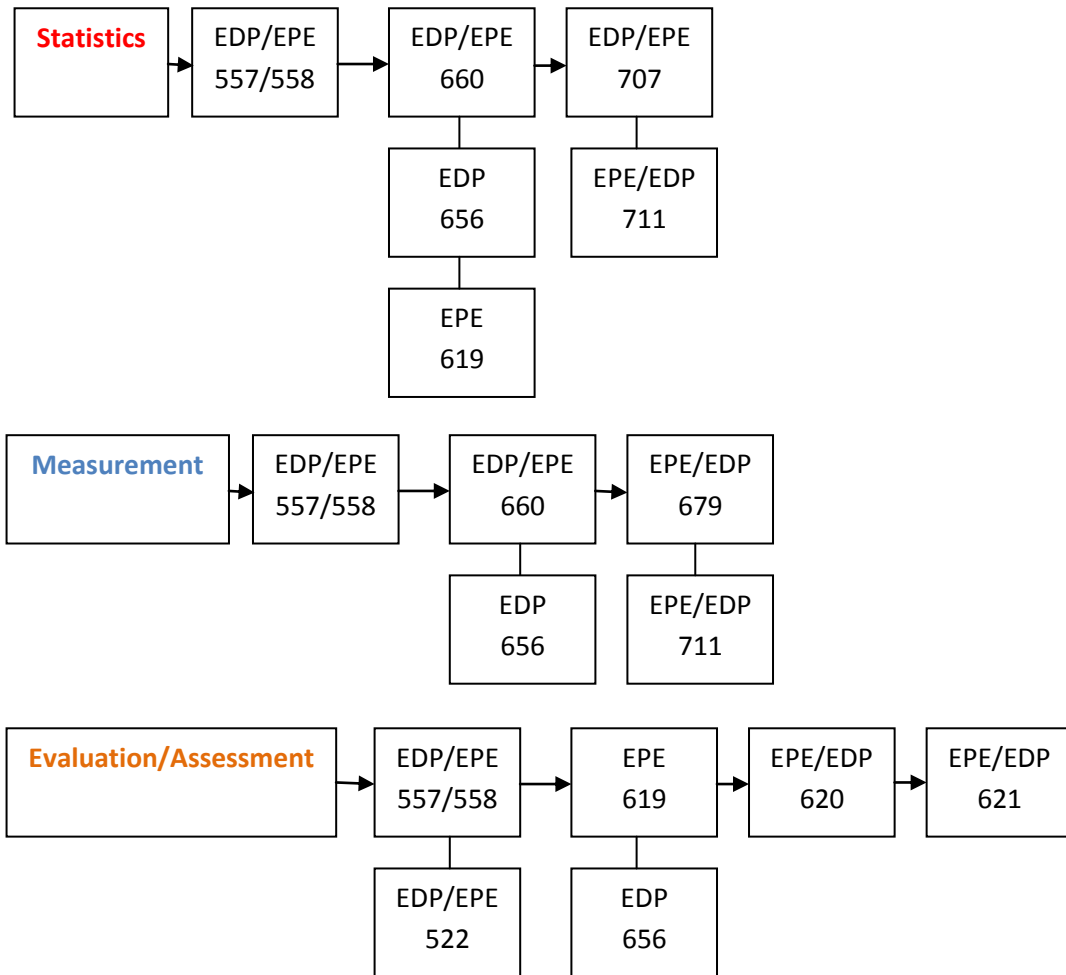 Statistics
EDP/EPE
557/558
EDP/EPE
660
EDP/EPE
707
EDP
656
EPE/EDP
711
EPE
619
Measurement
EDP/EPE
557/558
EDP/EPE
660
EPE/EDP
679
EDP
656
EPE/EDP
711
Evaluation/Assessment
EDP/EPE
557/558
EPE
619
EPE/EDP
620
EPE/EDP
621
EDP/EPE
522
EDP
656